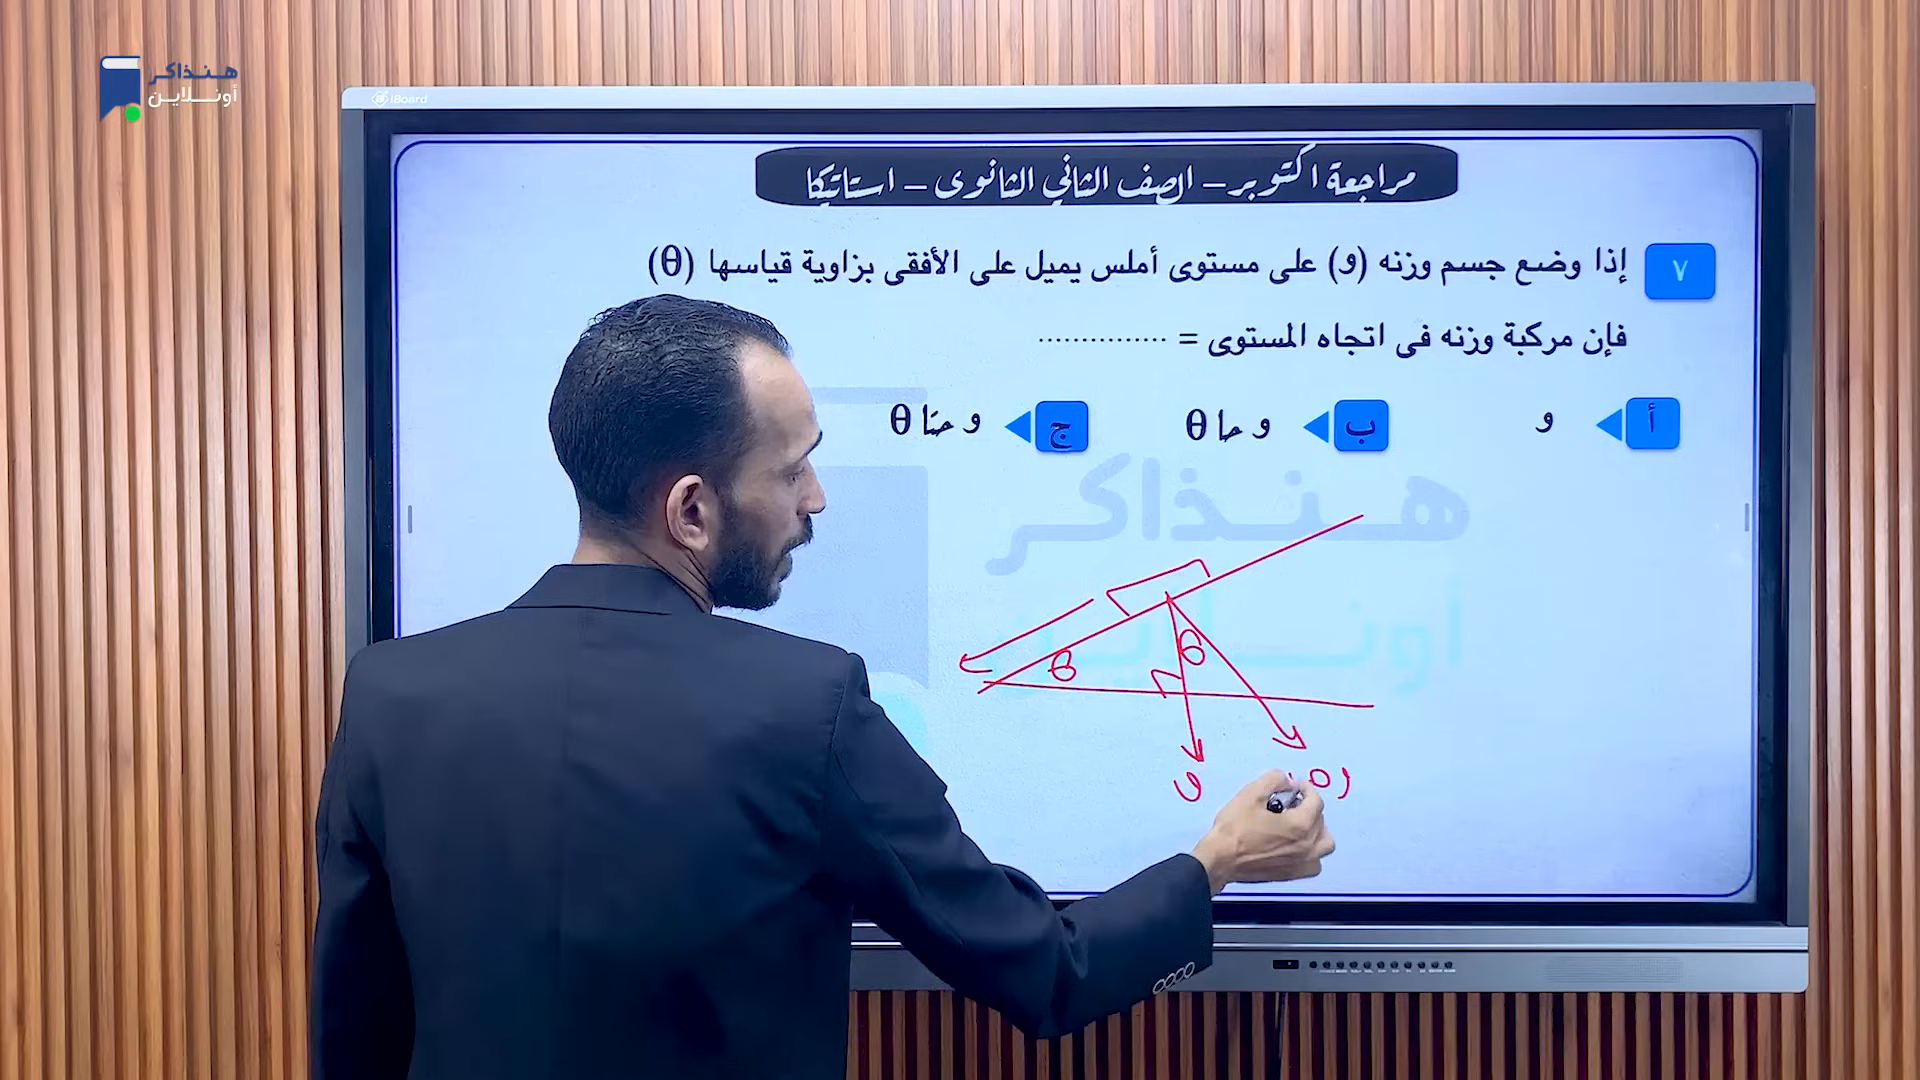 هنذاكر
أونلاين
iBoard
مراجعة اكتوبر – الصف الثاني الثانوى – استاتيكا
٧ إذا وضع جسم وزنه (و) على مستوى أملس يميل على الأفقى بزاوية قياسها (θ)
فإن مركبة وزنه فى اتجاه المستوى = ...............
أ و ب و حا θ ج و حتا θ
هنذاكر
أونلاين
θ
θ
و